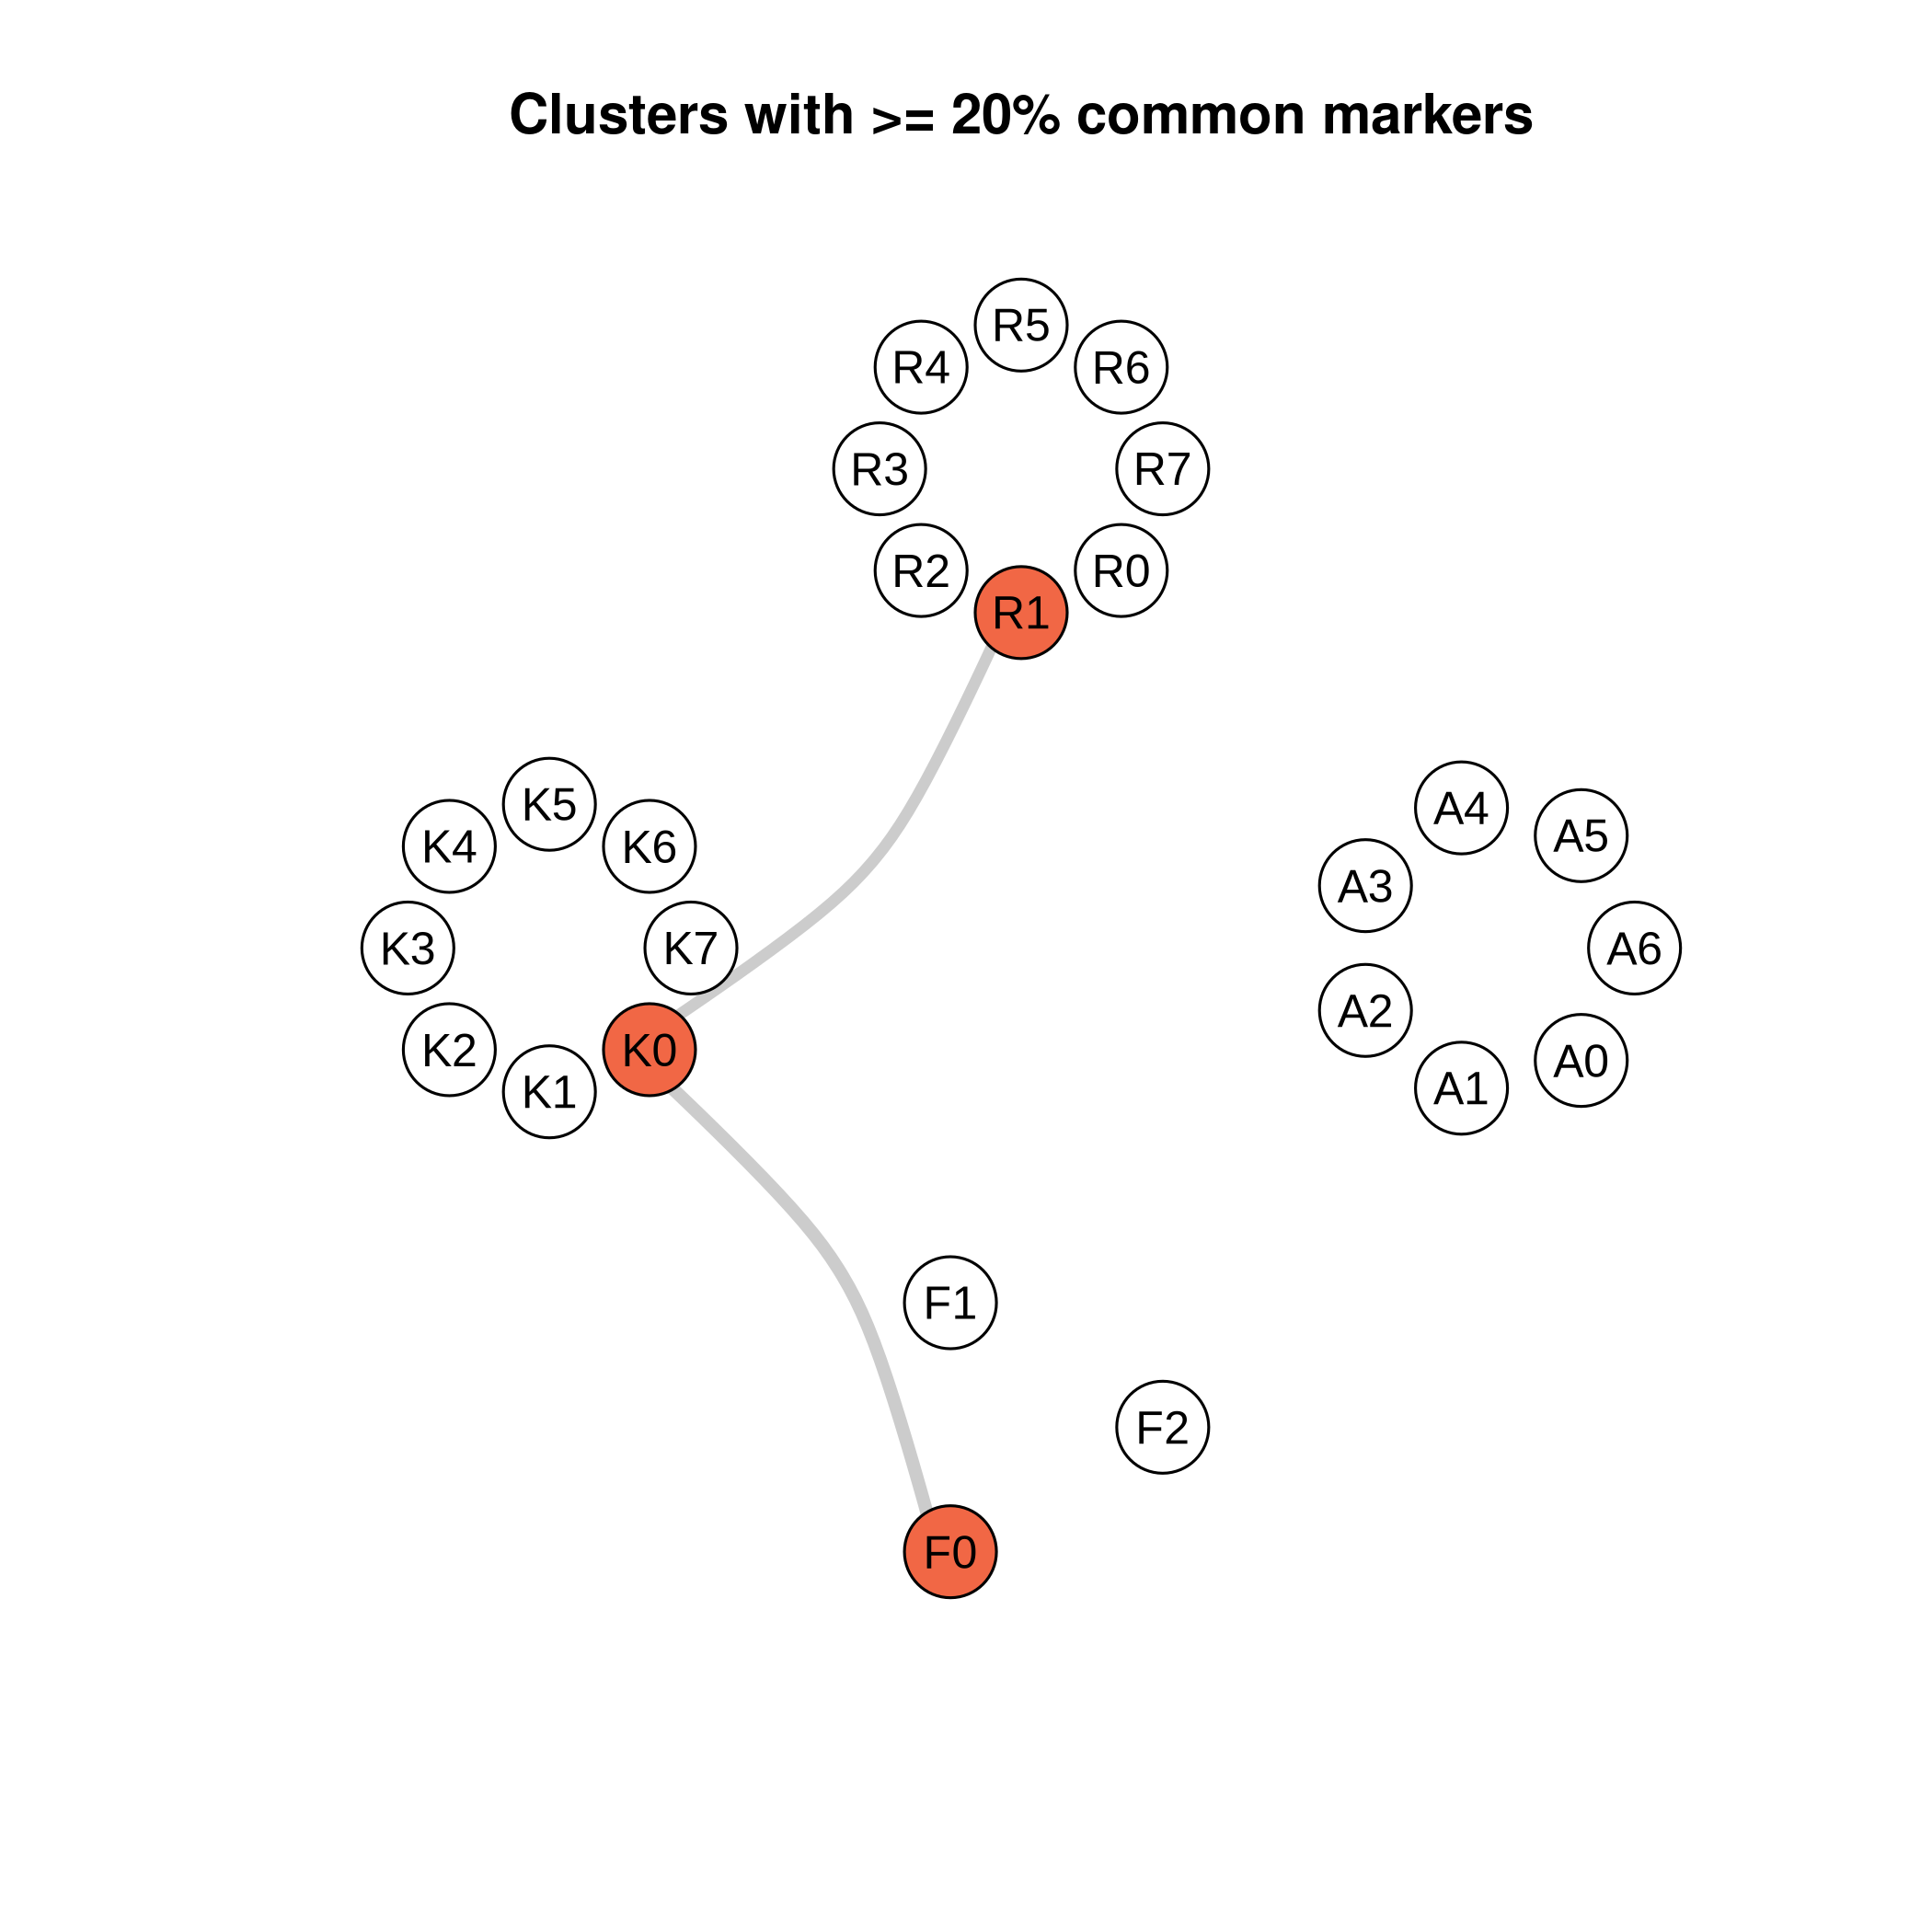 Clusters with >= 20% common markers
R5
R4
R6
R3
R7
R2
R0
R1
K5
K4
K6
K3
K7
K2
K0
K1
A4
A5
A3
A6
A2
A0
A1
F1
F2
F0